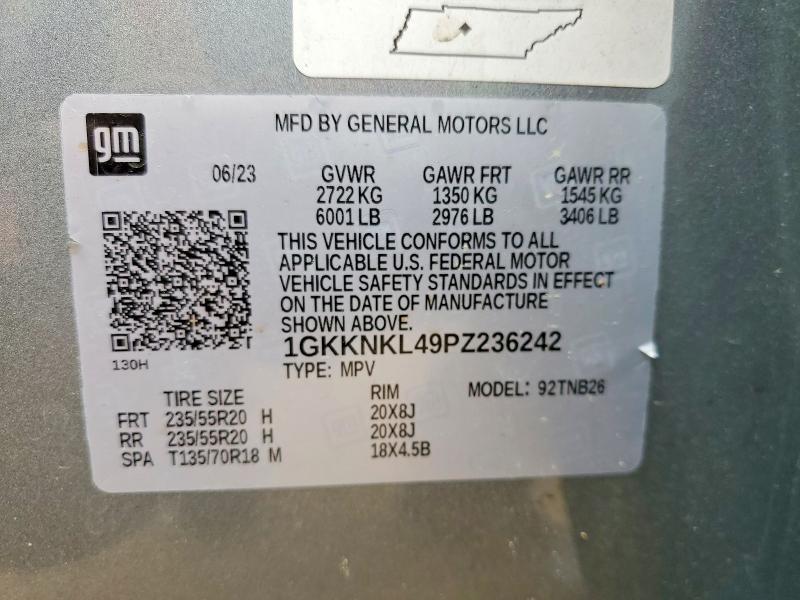 gm
MFD BY GENERAL MOTORS LLC
06/23 GVWR GAWR FRT GAWR RR
2722 KG 1350 KG 1545 KG
6001 LB 2976 LB 3406 LB
THIS VEHICLE CONFORMS TO ALL
APPLICABLE U.S. FEDERAL MOTOR
VEHICLE SAFETY STANDARDS IN EFFECT
ON THE DATE OF MANUFACTURE
SHOWN ABOVE.
1GKKNKL49PZ236242
130H
TYPE: MPV
TIRE SIZE RIM MODEL: 92TNB26
FRT 235/55R20 H 20X8J
RR 235/55R20 H 20X8J
SPA T135/70R18 M 18X4.5B